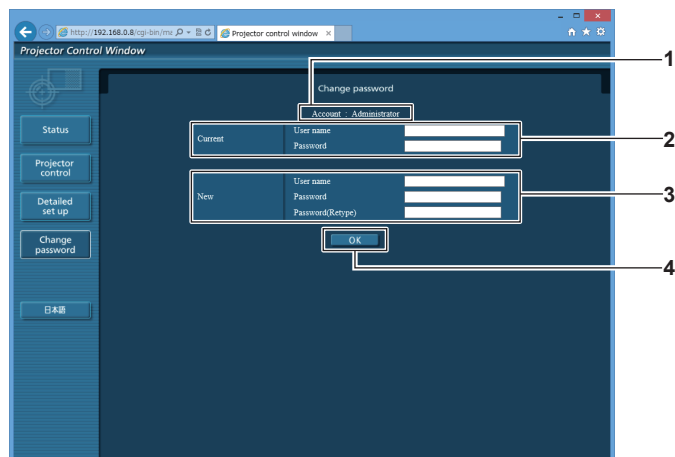 http://192.168.0.8/cgi-bin/ma
Projector control window
Projector Control Window
1
Change password
Account : Administrator
Status
Current
User name
Password
2
Projector
control
New
User name
Password
Password(Retype)
3
Detailed
set up
Change
password
OK
4
日本語